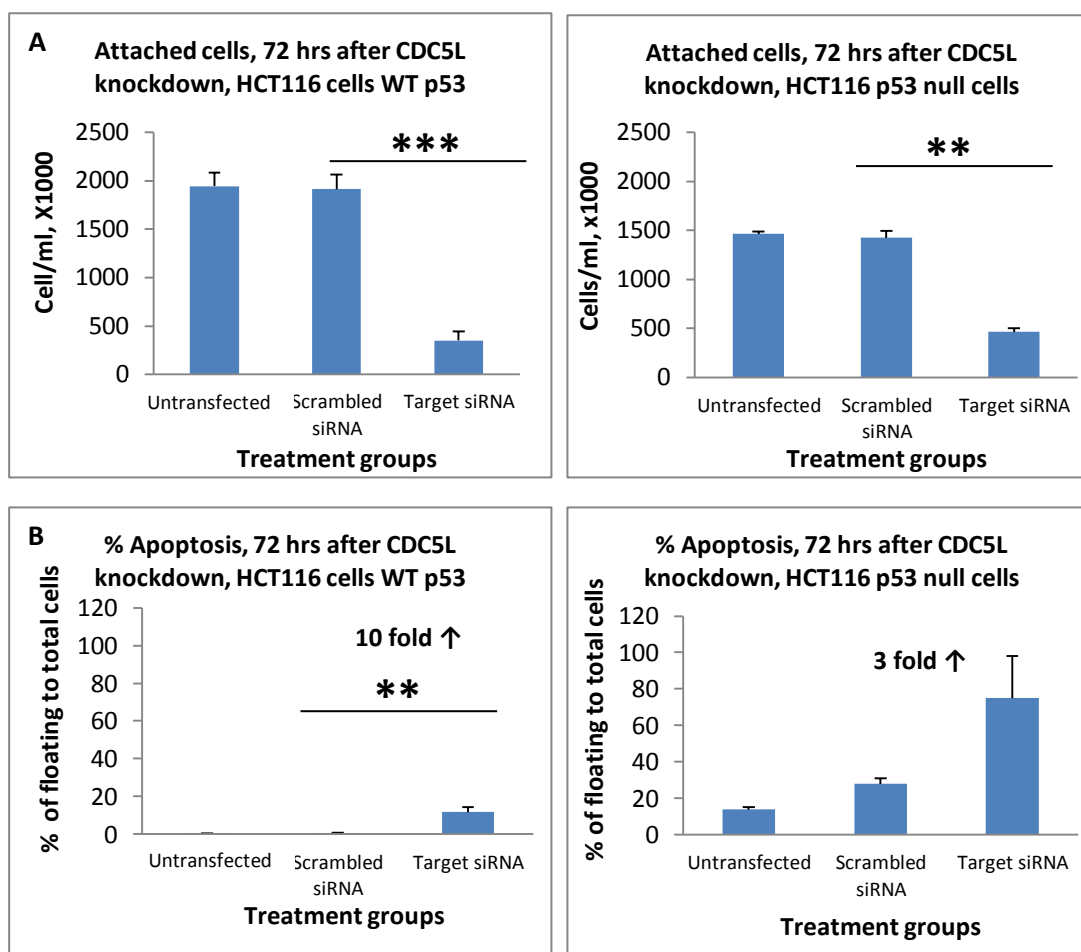 A
Attached cells, 72 hrs after CDC5L
knockdown, HCT116 cells WT p53
Cell/ml, X1000
2500
2000
1500
1000
500
0
***
Untransfected
Scrambled
siRNA
Target siRNA
Treatment groups
Attached cells, 72 hrs after CDC5L
knockdown, HCT116 p53 null cells
Cells/ml, x1000
2500
2000
1500
1000
500
0
**
Untransfected
Scrambled
siRNA
Target siRNA
Treatment groups
B
% Apoptosis, 72 hrs after CDC5L
knockdown, HCT116 cells WT p53
% of floating to total cells
120
100
80
60
40
20
0
10 fold ↑
**
Untransfected
Scrambled
siRNA
Target siRNA
Treatment groups
% Apoptosis, 72 hrs after CDC5L
knockdown, HCT116 p53 null cells
% of floating to total cells
120
100
80
60
40
20
0
3 fold ↑
Untransfected
Scrambled
siRNA
Target siRNA
Treatment groups